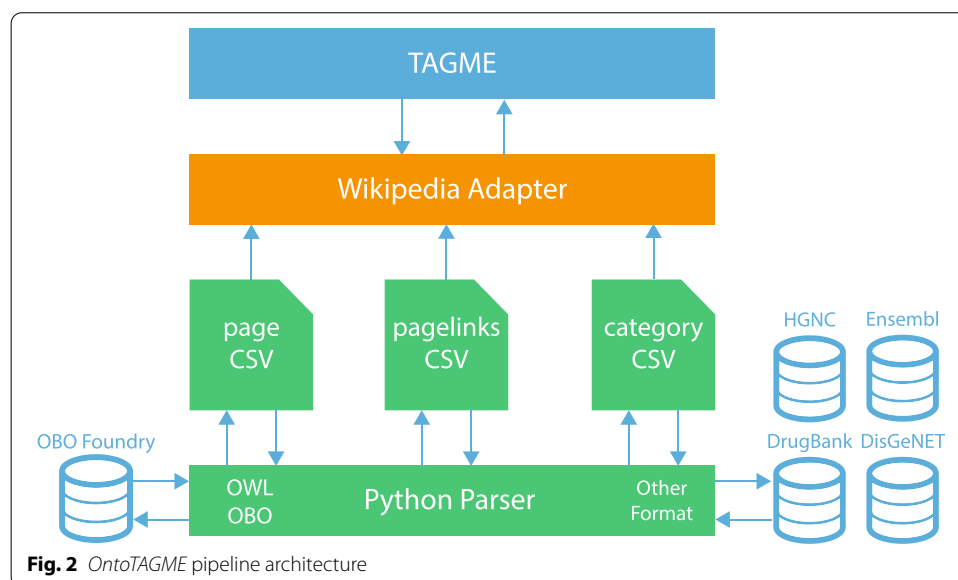 TAGME
Wikipedia Adapter
page
CSV
pagelinks
CSV
category
CSV
HGNC
Ensembl
OBO Foundry
DrugBank
DisGeNET
OWL
OBO
Python Parser
Other
Format
Fig. 2 OntoTAGME pipeline architecture